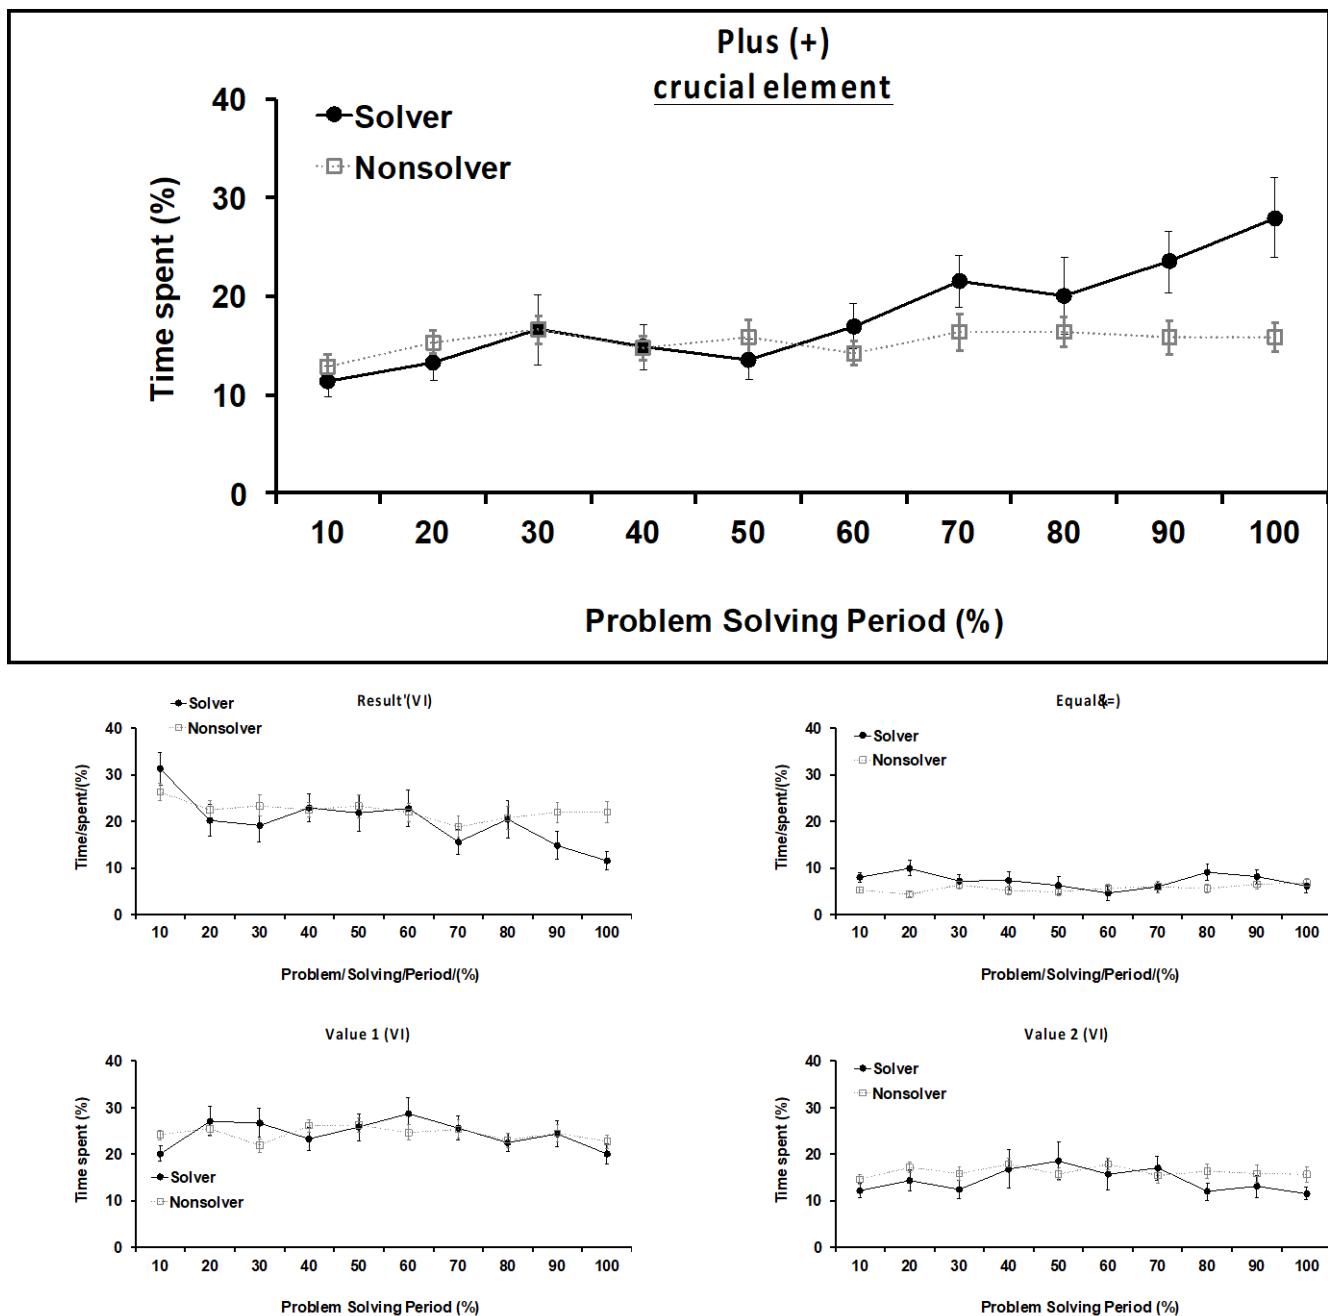 Plus (+)
crucial element
Solver
Nonsolver
Time spent (%)
40
30
20
10
0
10 20 30 40 50 60 70 80 90 100
Problem Solving Period (%)
Result'(VI)
Solver
Nonsolver
Time/spent/(%)
40
30
20
10
0
10 20 30 40 50 60 70 80 90 100
Problem/Solving/Period/(%)
Equal&=)
Solver
Nonsolver
Time/spent/(%)
40
30
20
10
0
10 20 30 40 50 60 70 80 90 100
Problem/Solving/Period/(%)
Value 1 (VI)
Solver
Nonsolver
Time spent (%)
40
30
20
10
0
10 20 30 40 50 60 70 80 90 100
Problem Solving Period (%)
Value 2 (VI)
Solver
Nonsolver
Time spent (%)
40
30
20
10
0
10 20 30 40 50 60 70 80 90 100
Problem Solving Period (%)